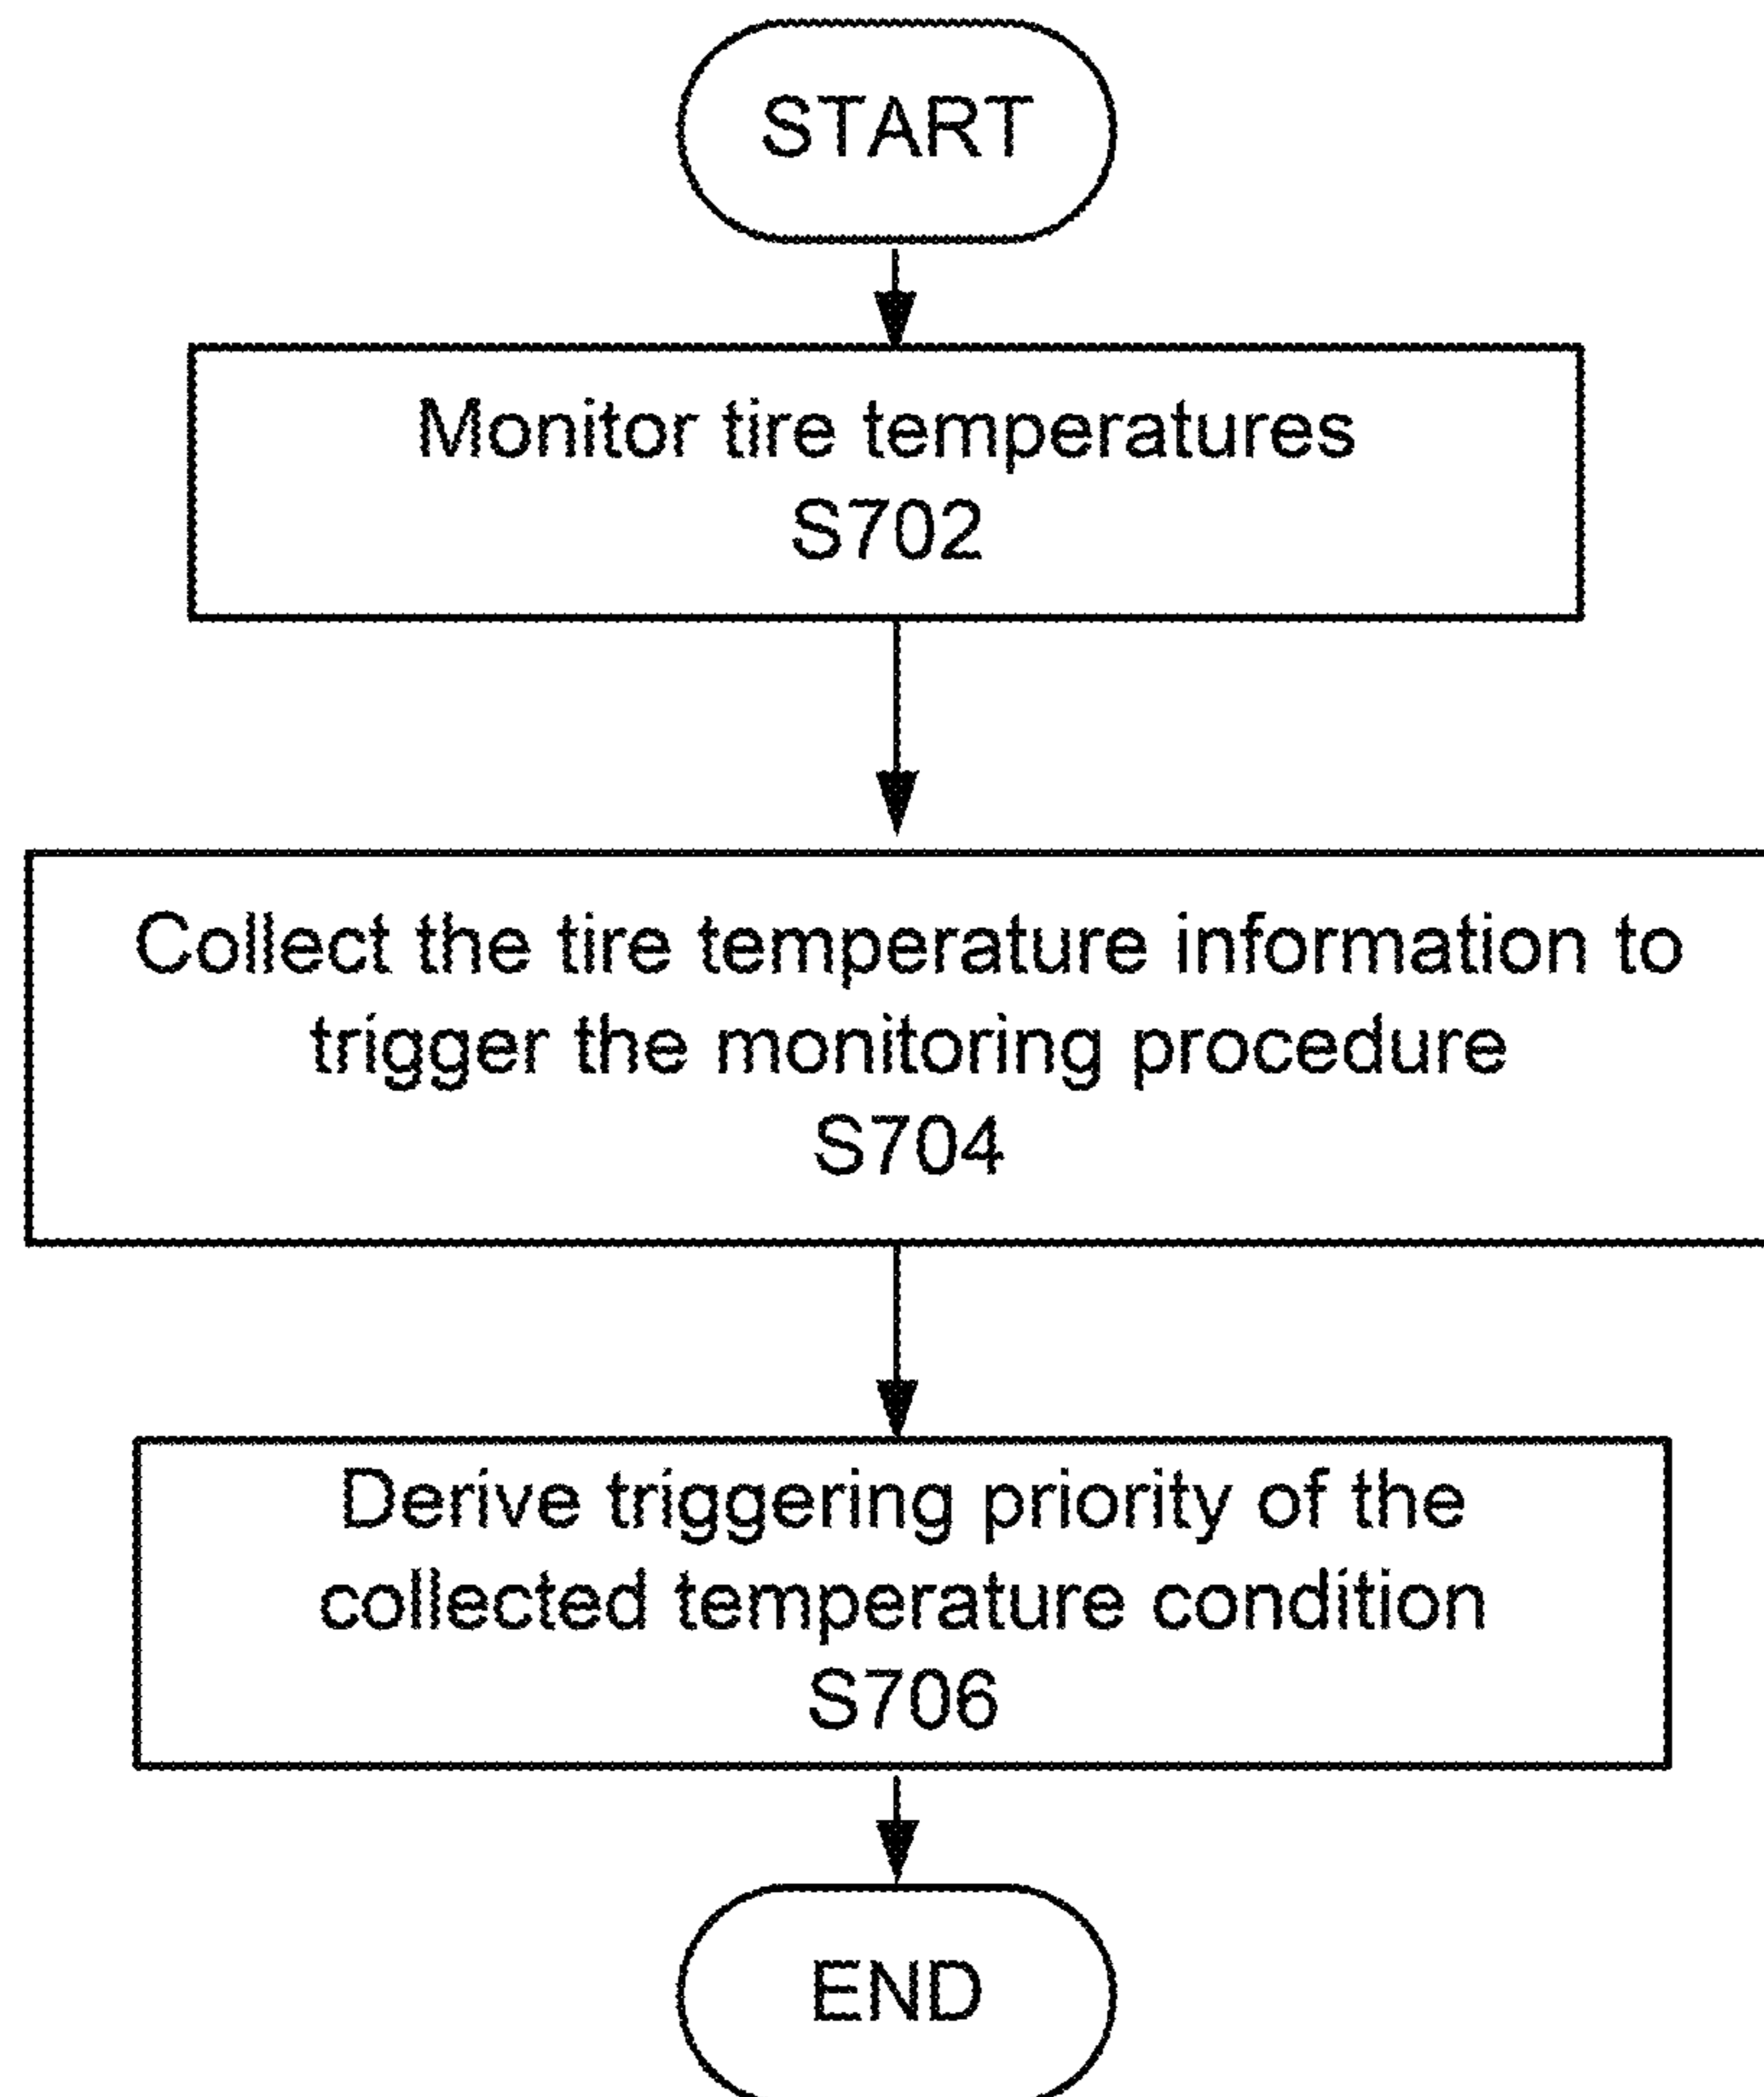 START
Monitor tire temperatures
S702
Collect the tire temperature information to
trigger the monitoring procedure
S704
Derive triggering priority of the
collected temperature condition
S706
END